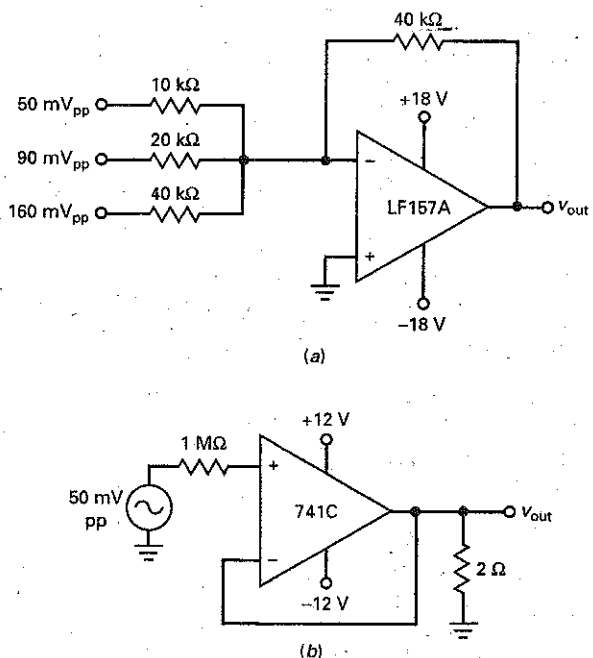 40 kΩ
10 kΩ
+18 V
50 mVpp
20 kΩ
90 mVpp
−
LF157A
vout
40 kΩ
160 mVpp
+
−18 V
(a)
+12 V
1 MΩ
+
50 mV
pp
741C
vout
−
2 Ω
−12 V
(b)